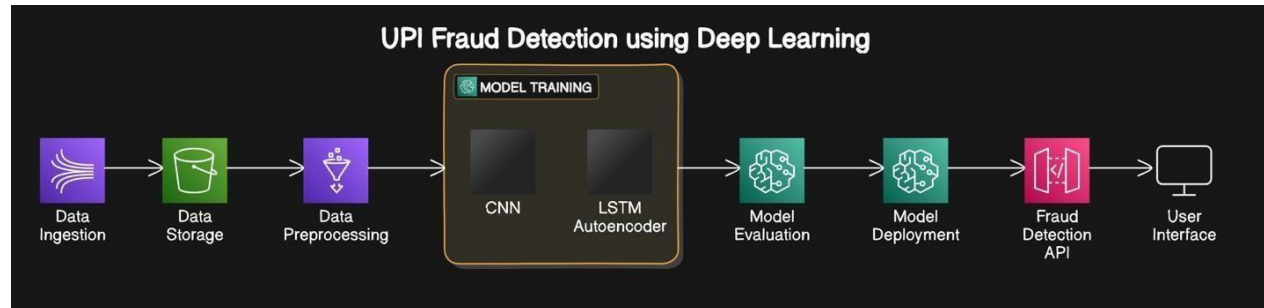 UPI Fraud Detection using Deep Learning
MODEL TRAINING
Data
Ingestion
Data
Storage
Data
Preprocessing
CNN
LSTM
Autoencoder
Model
Evaluation
Model
Deployment
Fraud
Detection
API
User
Interface